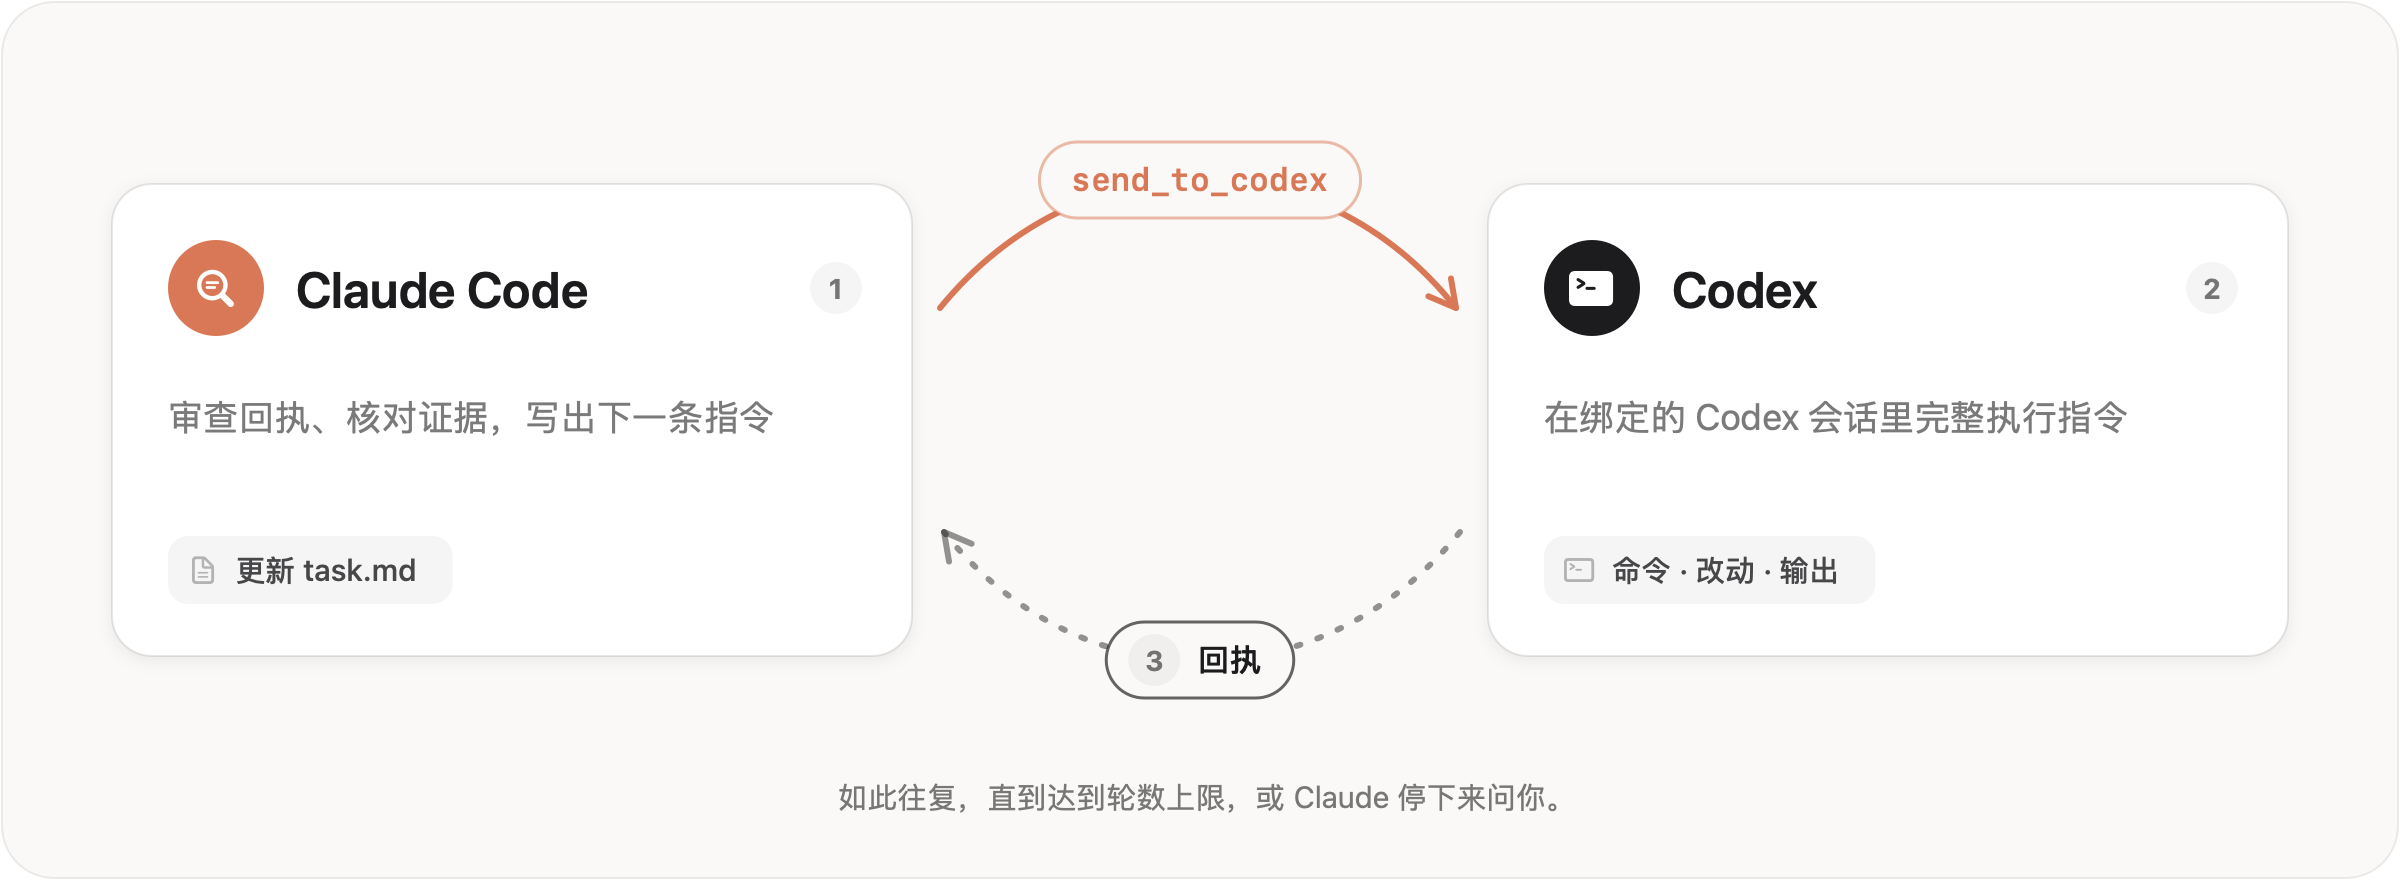 send_to_codex
Claude Code
1
审查回执、核对证据，写出下一条指令
更新 task.md
Codex
2
在绑定的 Codex 会话里完整执行指令
命令 · 改动 · 输出
3 回执
如此往复，直到达到轮数上限，或 Claude 停下来问你。